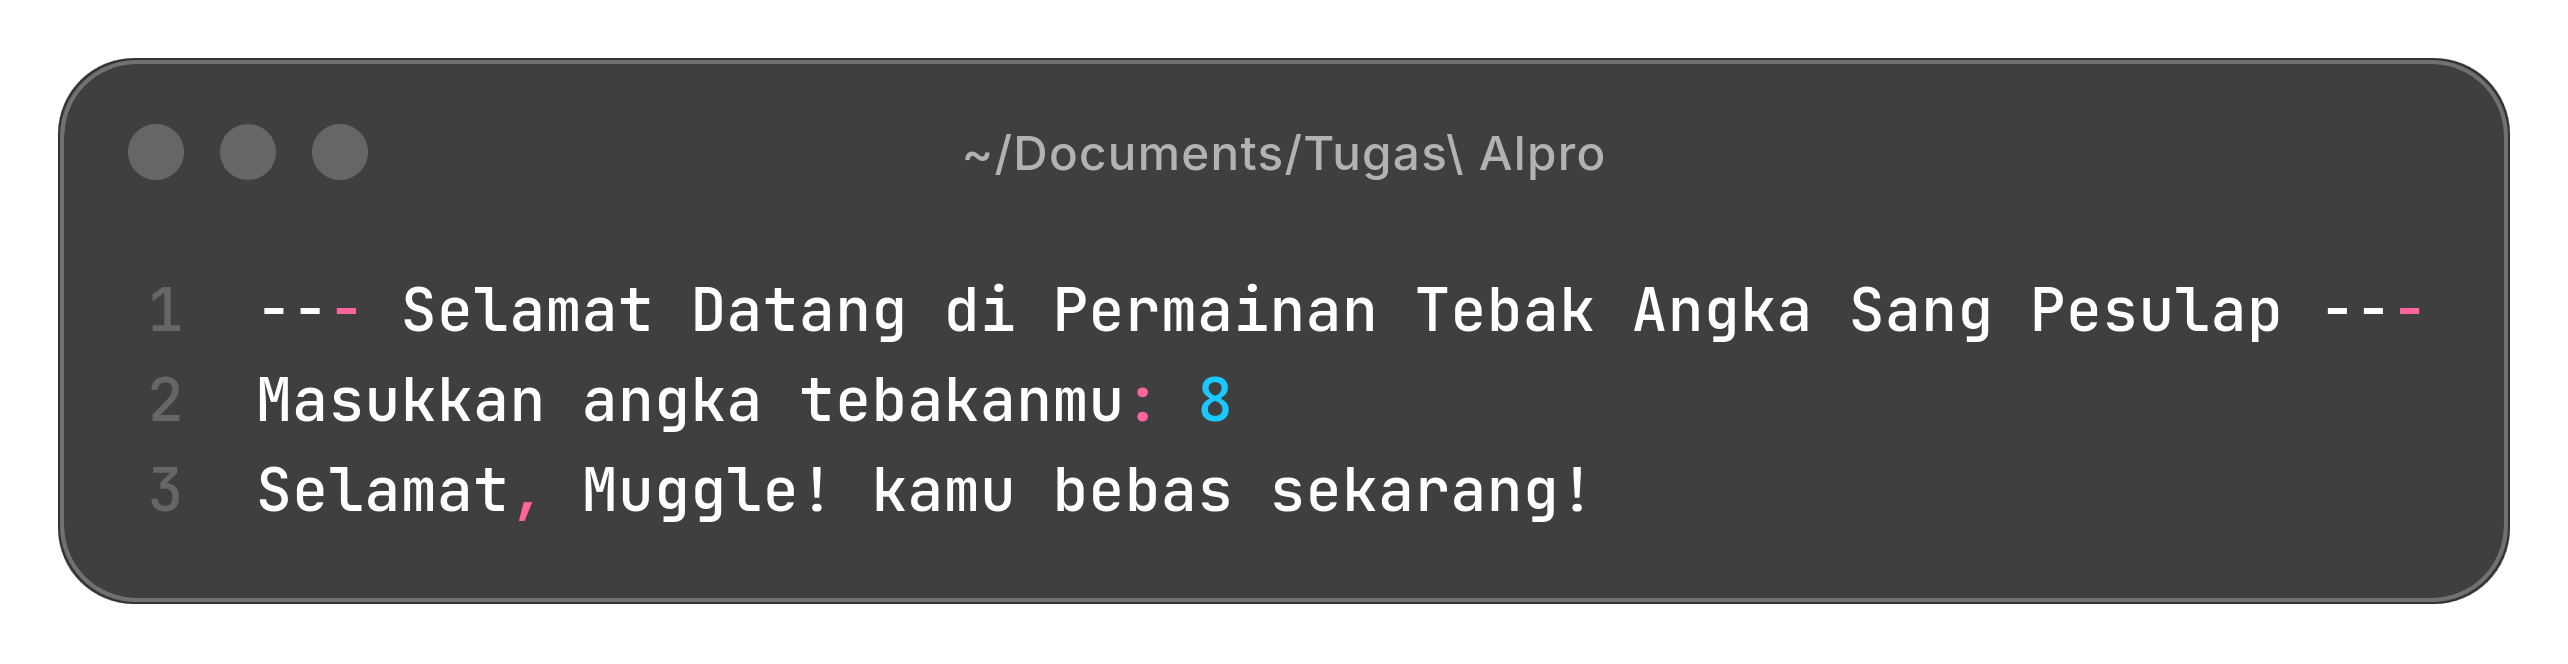 ~/Documents/Tugas\ Alpro
1 --- Selamat Datang di Permainan Tebak Angka Sang Pesulap ---
2 Masukkan angka tebakanmu: 8
3 Selamat, Muggle! kamu bebas sekarang!